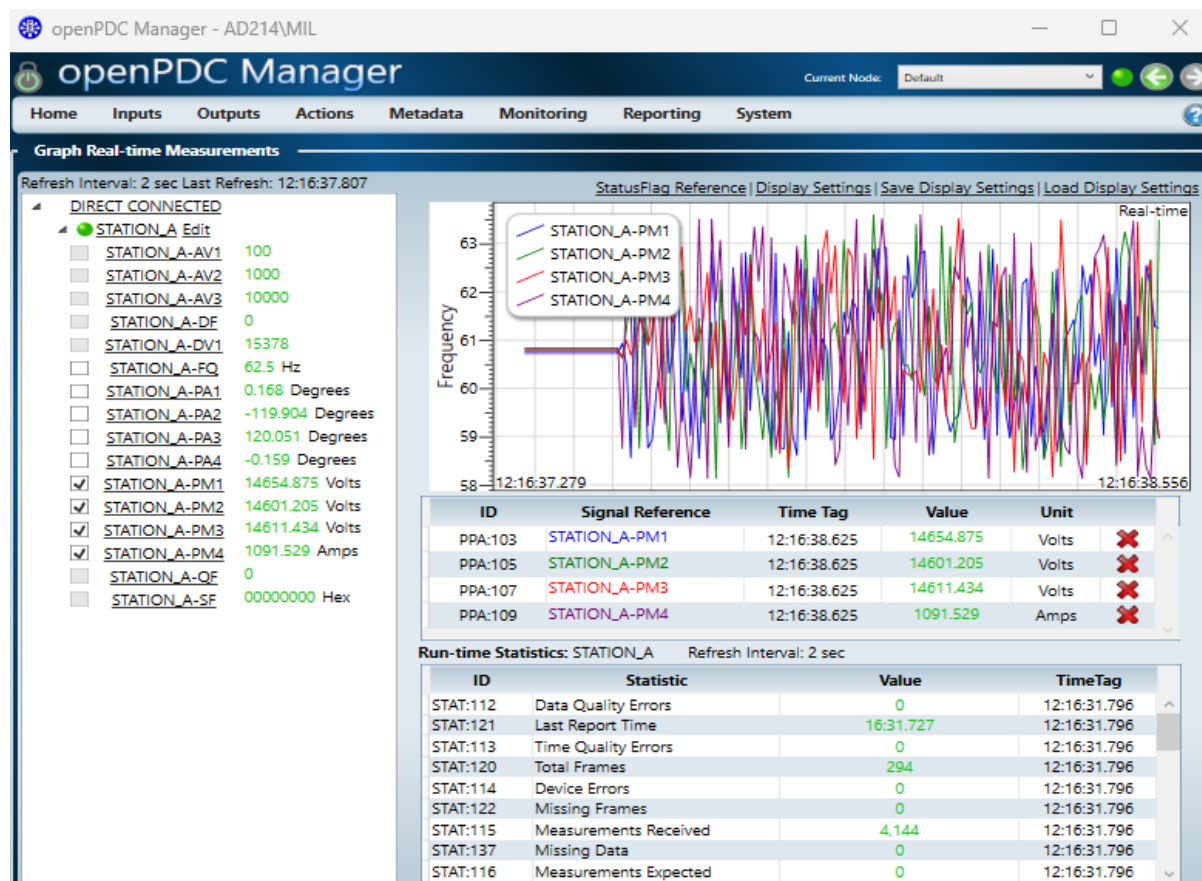 openPDC Manager - AD214\MIL
openPDC Manager
Current Node: Default
Home Inputs Outputs Actions Metadata Monitoring Reporting System
Graph Real-time Measurements
Refresh Interval: 2 sec Last Refresh: 12:16:37.807
DIRECT CONNECTED
STATION_A Edit
STATION_A-AV1 100
STATION_A-AV2 1000
STATION_A-AV3 10000
STATION_A-DF 0
STATION_A-DV1 15378
STATION_A-FQ 62.5 Hz
STATION_A-PA1 0.168 Degrees
STATION_A-PA2 -119.904 Degrees
STATION_A-PA3 120.051 Degrees
STATION_A-PA4 -0.159 Degrees
STATION_A-PM1 14654.875 Volts
STATION_A-PM2 14601.205 Volts
STATION_A-PM3 14611.434 Volts
STATION_A-PM4 1091.529 Amps
STATION_A-QF 0
STATION_A-SF 00000000 Hex
StatusFlag Reference | Display Settings | Save Display Settings | Load Display Settings
Real-time
STATION_A-PM1
STATION_A-PM2
STATION_A-PM3
STATION_A-PM4
Frequency
63
62
61
60
59
58
12:16:37.279 12:16:38.556
ID Signal Reference Time Tag Value Unit
PPA:103 STATION_A-PM1 12:16:38.625 14654.875 Volts
PPA:105 STATION_A-PM2 12:16:38.625 14601.205 Volts
PPA:107 STATION_A-PM3 12:16:38.625 14611.434 Volts
PPA:109 STATION_A-PM4 12:16:38.625 1091.529 Amps
Run-time Statistics: STATION_A Refresh Interval: 2 sec
ID Statistic Value TimeTag
STAT:112 Data Quality Errors 0 12:16:31.796
STAT:121 Last Report Time 16:31.727 12:16:31.796
STAT:113 Time Quality Errors 0 12:16:31.796
STAT:120 Total Frames 294 12:16:31.796
STAT:114 Device Errors 0 12:16:31.796
STAT:122 Missing Frames 0 12:16:31.796
STAT:115 Measurements Received 4,144 12:16:31.796
STAT:137 Missing Data 0 12:16:31.796
STAT:116 Measurements Expected 0 12:16:31.796